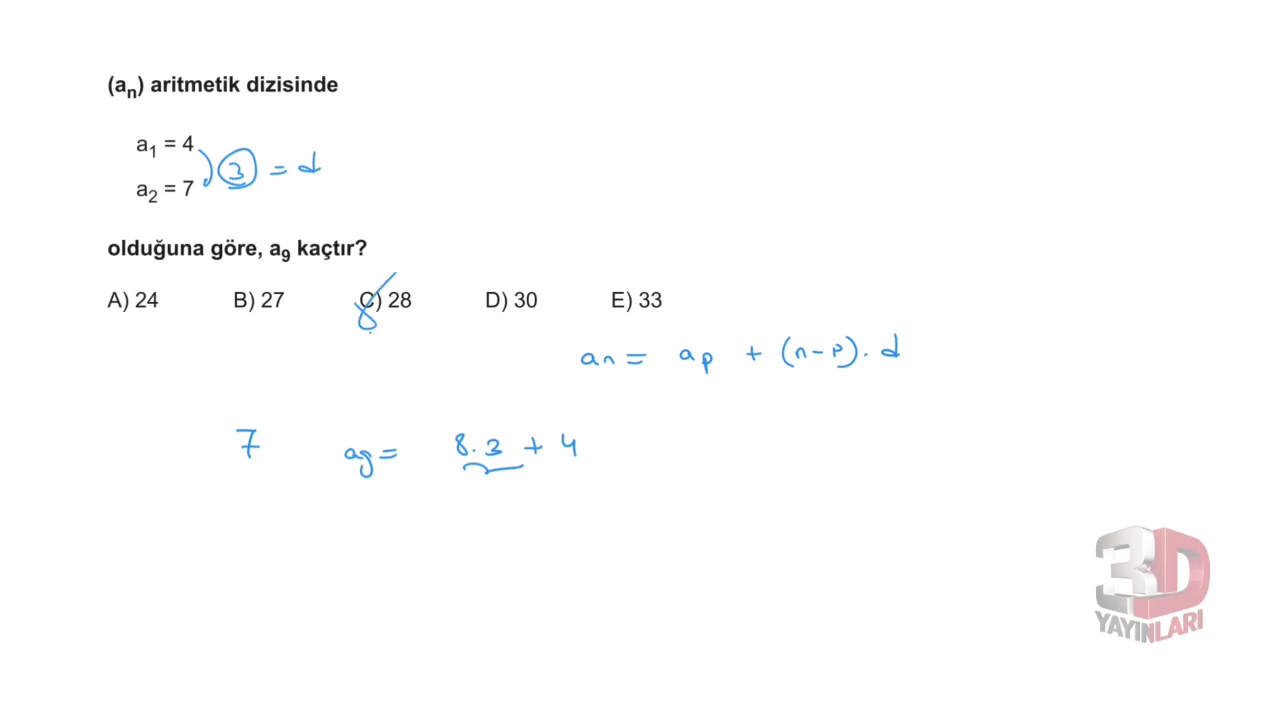 (aₙ) aritmetik dizisinde
a₁ = 4
3 = d
a₂ = 7
olduğuna göre, a₉ kaçtır?
A) 24 B) 27 C) 28 D) 30 E) 33
aₙ = aₚ + (n-p). d
7 a₉ = 8.3 + 4
3D
YAYINLARI